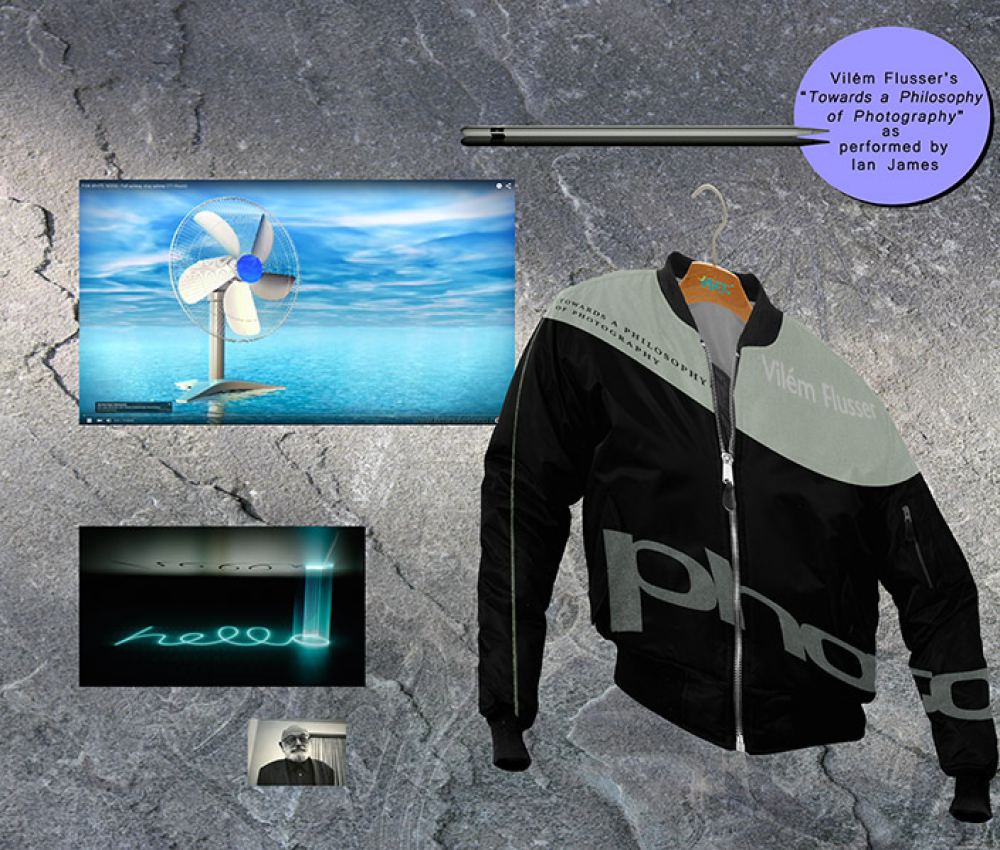 Vilém Flusser's
"Towards a Philosophy
of Photography"
as
performed by
Ian James
TOWARDS A PHILOSOPHY
OF PHOTOGRAPHY
Vilém Flusser
pho
hello